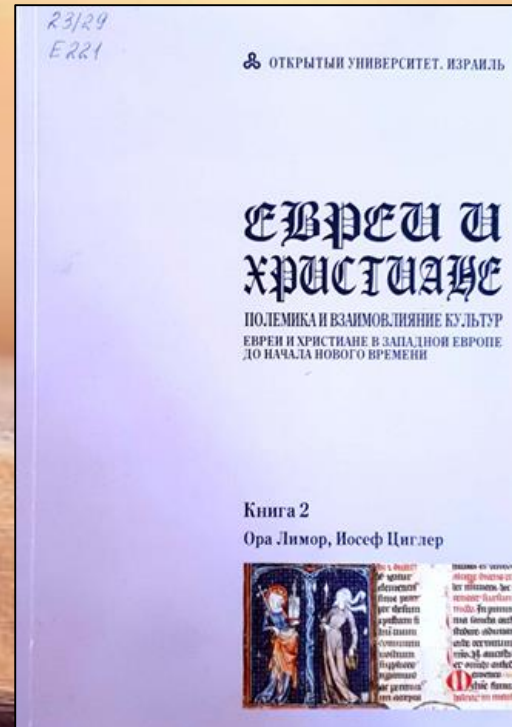 23/29
Е 221
ОТКРЫТЫЙ УНИВЕРСИТЕТ. ИЗРАИЛЬ
ЕВРЕИ И
ХРИСТИАНЕ
ПОЛЕМИКА И ВЗАИМОВЛИЯНИЕ КУЛЬТУР
ЕВРЕИ И ХРИСТИАНЕ В ЗАПАДНОЙ ЕВРОПЕ
ДО НАЧАЛА НОВОГО ВРЕМЕНИ
Книга 2
Ора Лимор, Иосеф Циглер